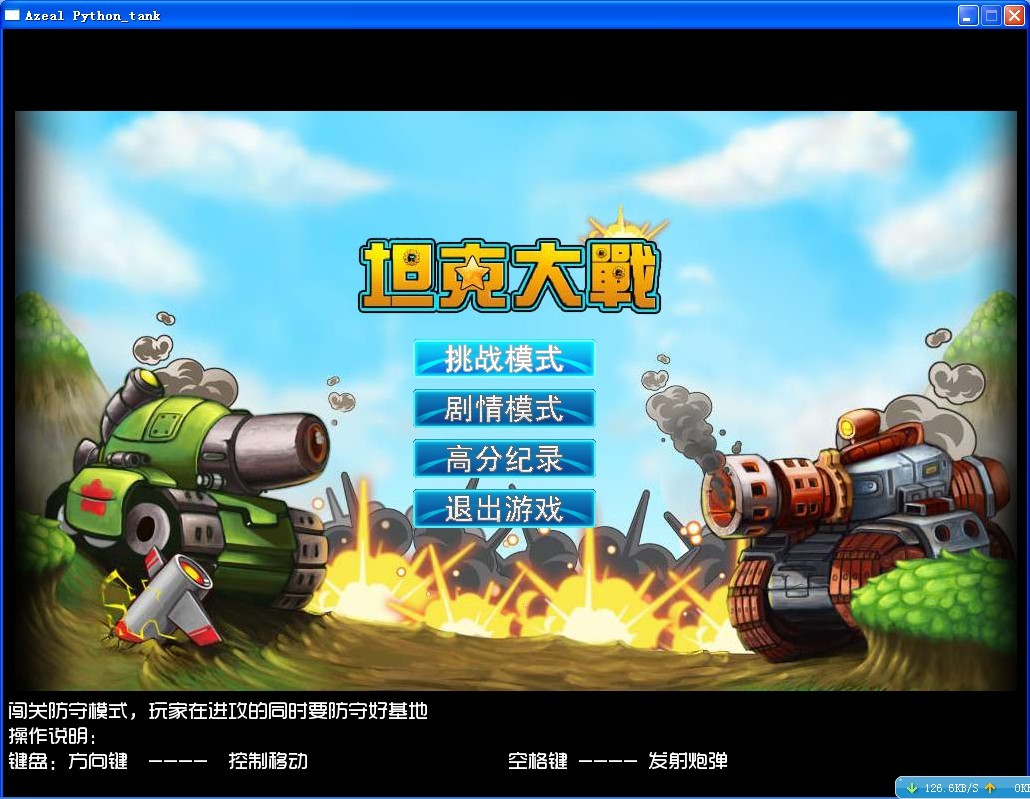 Azeal Python_tank
坦克大戰
挑战模式
剧情模式
高分纪录
退出游戏
闯关防守模式，玩家在进攻的同时要防守好基地
操作说明：
键盘：方向键 ---- 控制移动 空格键 ---- 发射炮弹
126.6KB/S 0KB